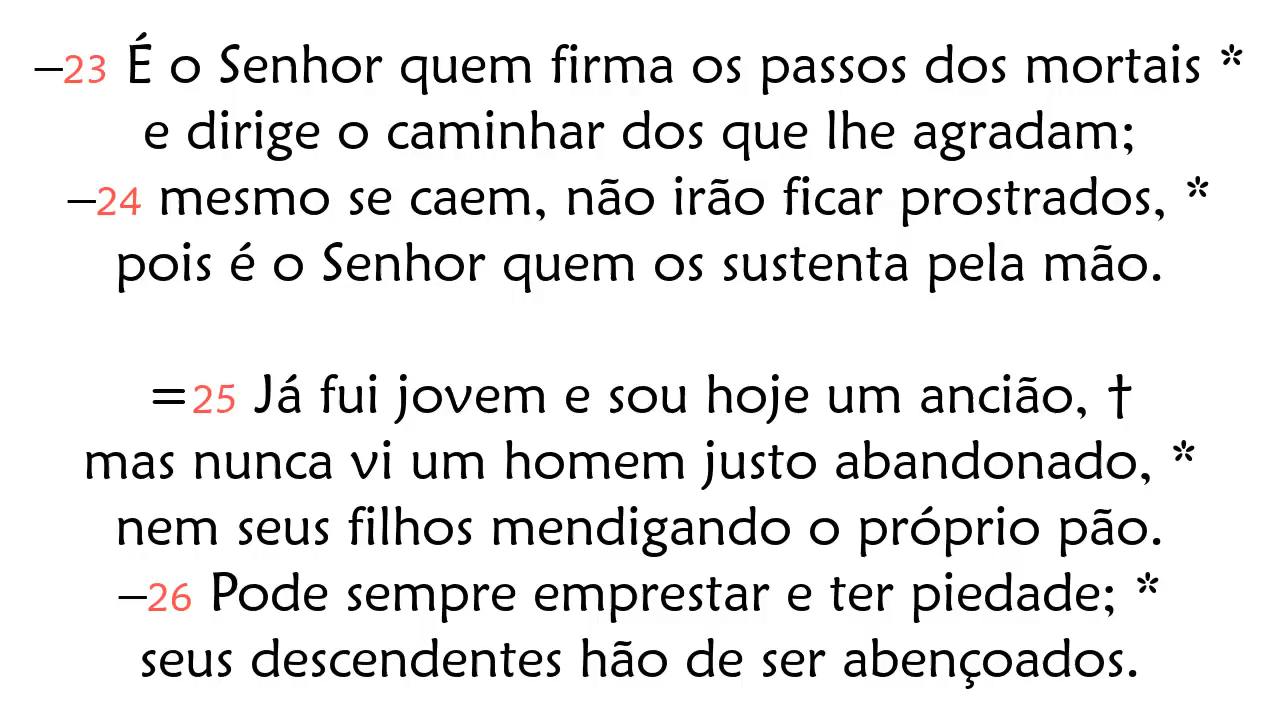 –23 É o Senhor quem firma os passos dos mortais *
e dirige o caminhar dos que lhe agradam;
–24 mesmo se caem, não irão ficar prostrados, *
pois é o Senhor quem os sustenta pela mão.
=25 Já fui jovem e sou hoje um ancião, †
mas nunca vi um homem justo abandonado, *
nem seus filhos mendigando o próprio pão.
–26 Pode sempre emprestar e ter piedade; *
seus descendentes hão de ser abençoados.